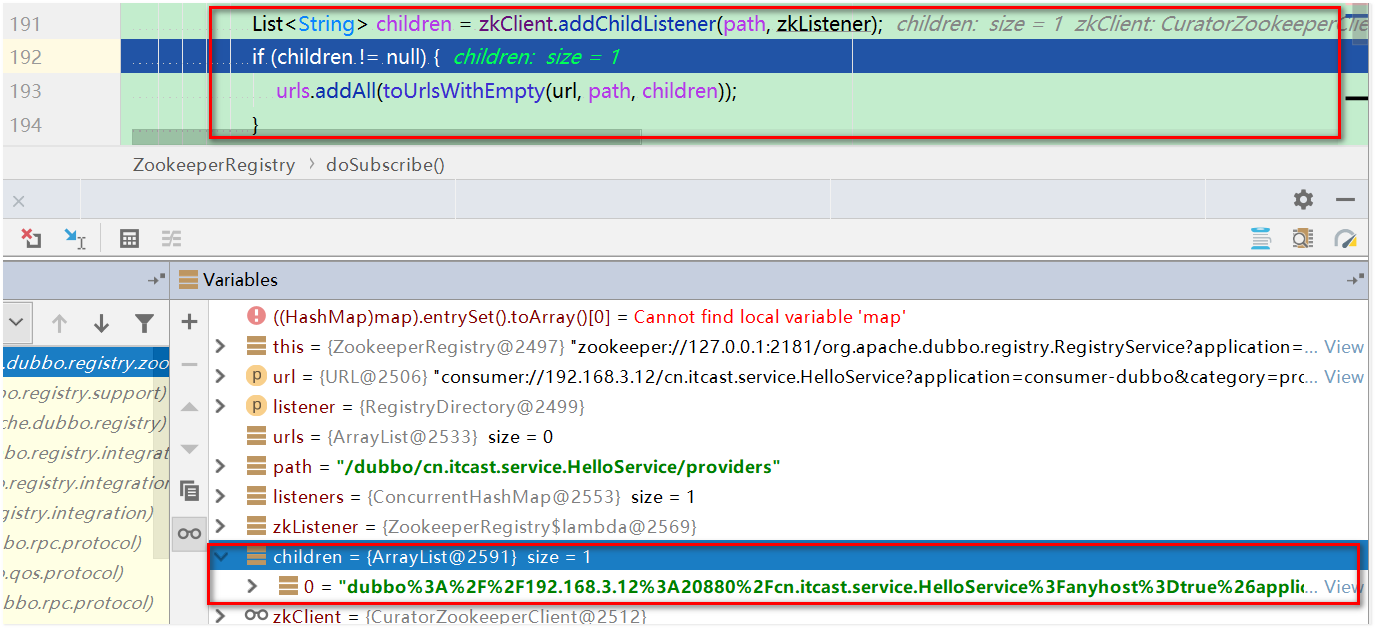 191 List<String> children = zkClient.addChildListener(path, zkListener); children: size = 1 zkClient: CuratorZookeeperClie
192 if (children != null) { children: size = 1
193 urls.addAll(toUrlsWithEmpty(url, path, children));
194 }
ZookeeperRegistry › doSubscribe()
Variables
((HashMap)map).entrySet().toArray()[0] = Cannot find local variable 'map'
this = {ZookeeperRegistry@2497} "zookeeper://127.0.0.1:2181/org.apache.dubbo.registry.RegistryService?application=... View
.dubbo.registry.zoo
url = {URL@2506} "consumer://192.168.3.12/cn.itcast.service.HelloService?application=consumer-dubbo&category=prc... View
bo.registry.support)
listener = {RegistryDirectory@2499}
che.dubbo.registry)
urls = {ArrayList@2533} size = 0
bo.registry.integrat
path = "/dubbo/cn.itcast.service.HelloService/providers"
o.registry.integration
listeners = {ConcurrentHashMap@2553} size = 1
gistry.integration)
zkListener = {ZookeeperRegistry$lambda@2569}
bo.rpc.protocol)
children = {ArrayList@2591} size = 1
o.qos.protocol)
0 = "dubbo%3A%2F%2F192.168.3.12%3A20880%2Fcn.itcast.service.HelloService%3Fanyhost%3Dtrue%26applic... View
bbo.rpc.protocol)
zkClient = {CuratorZookeeperClient@2512}